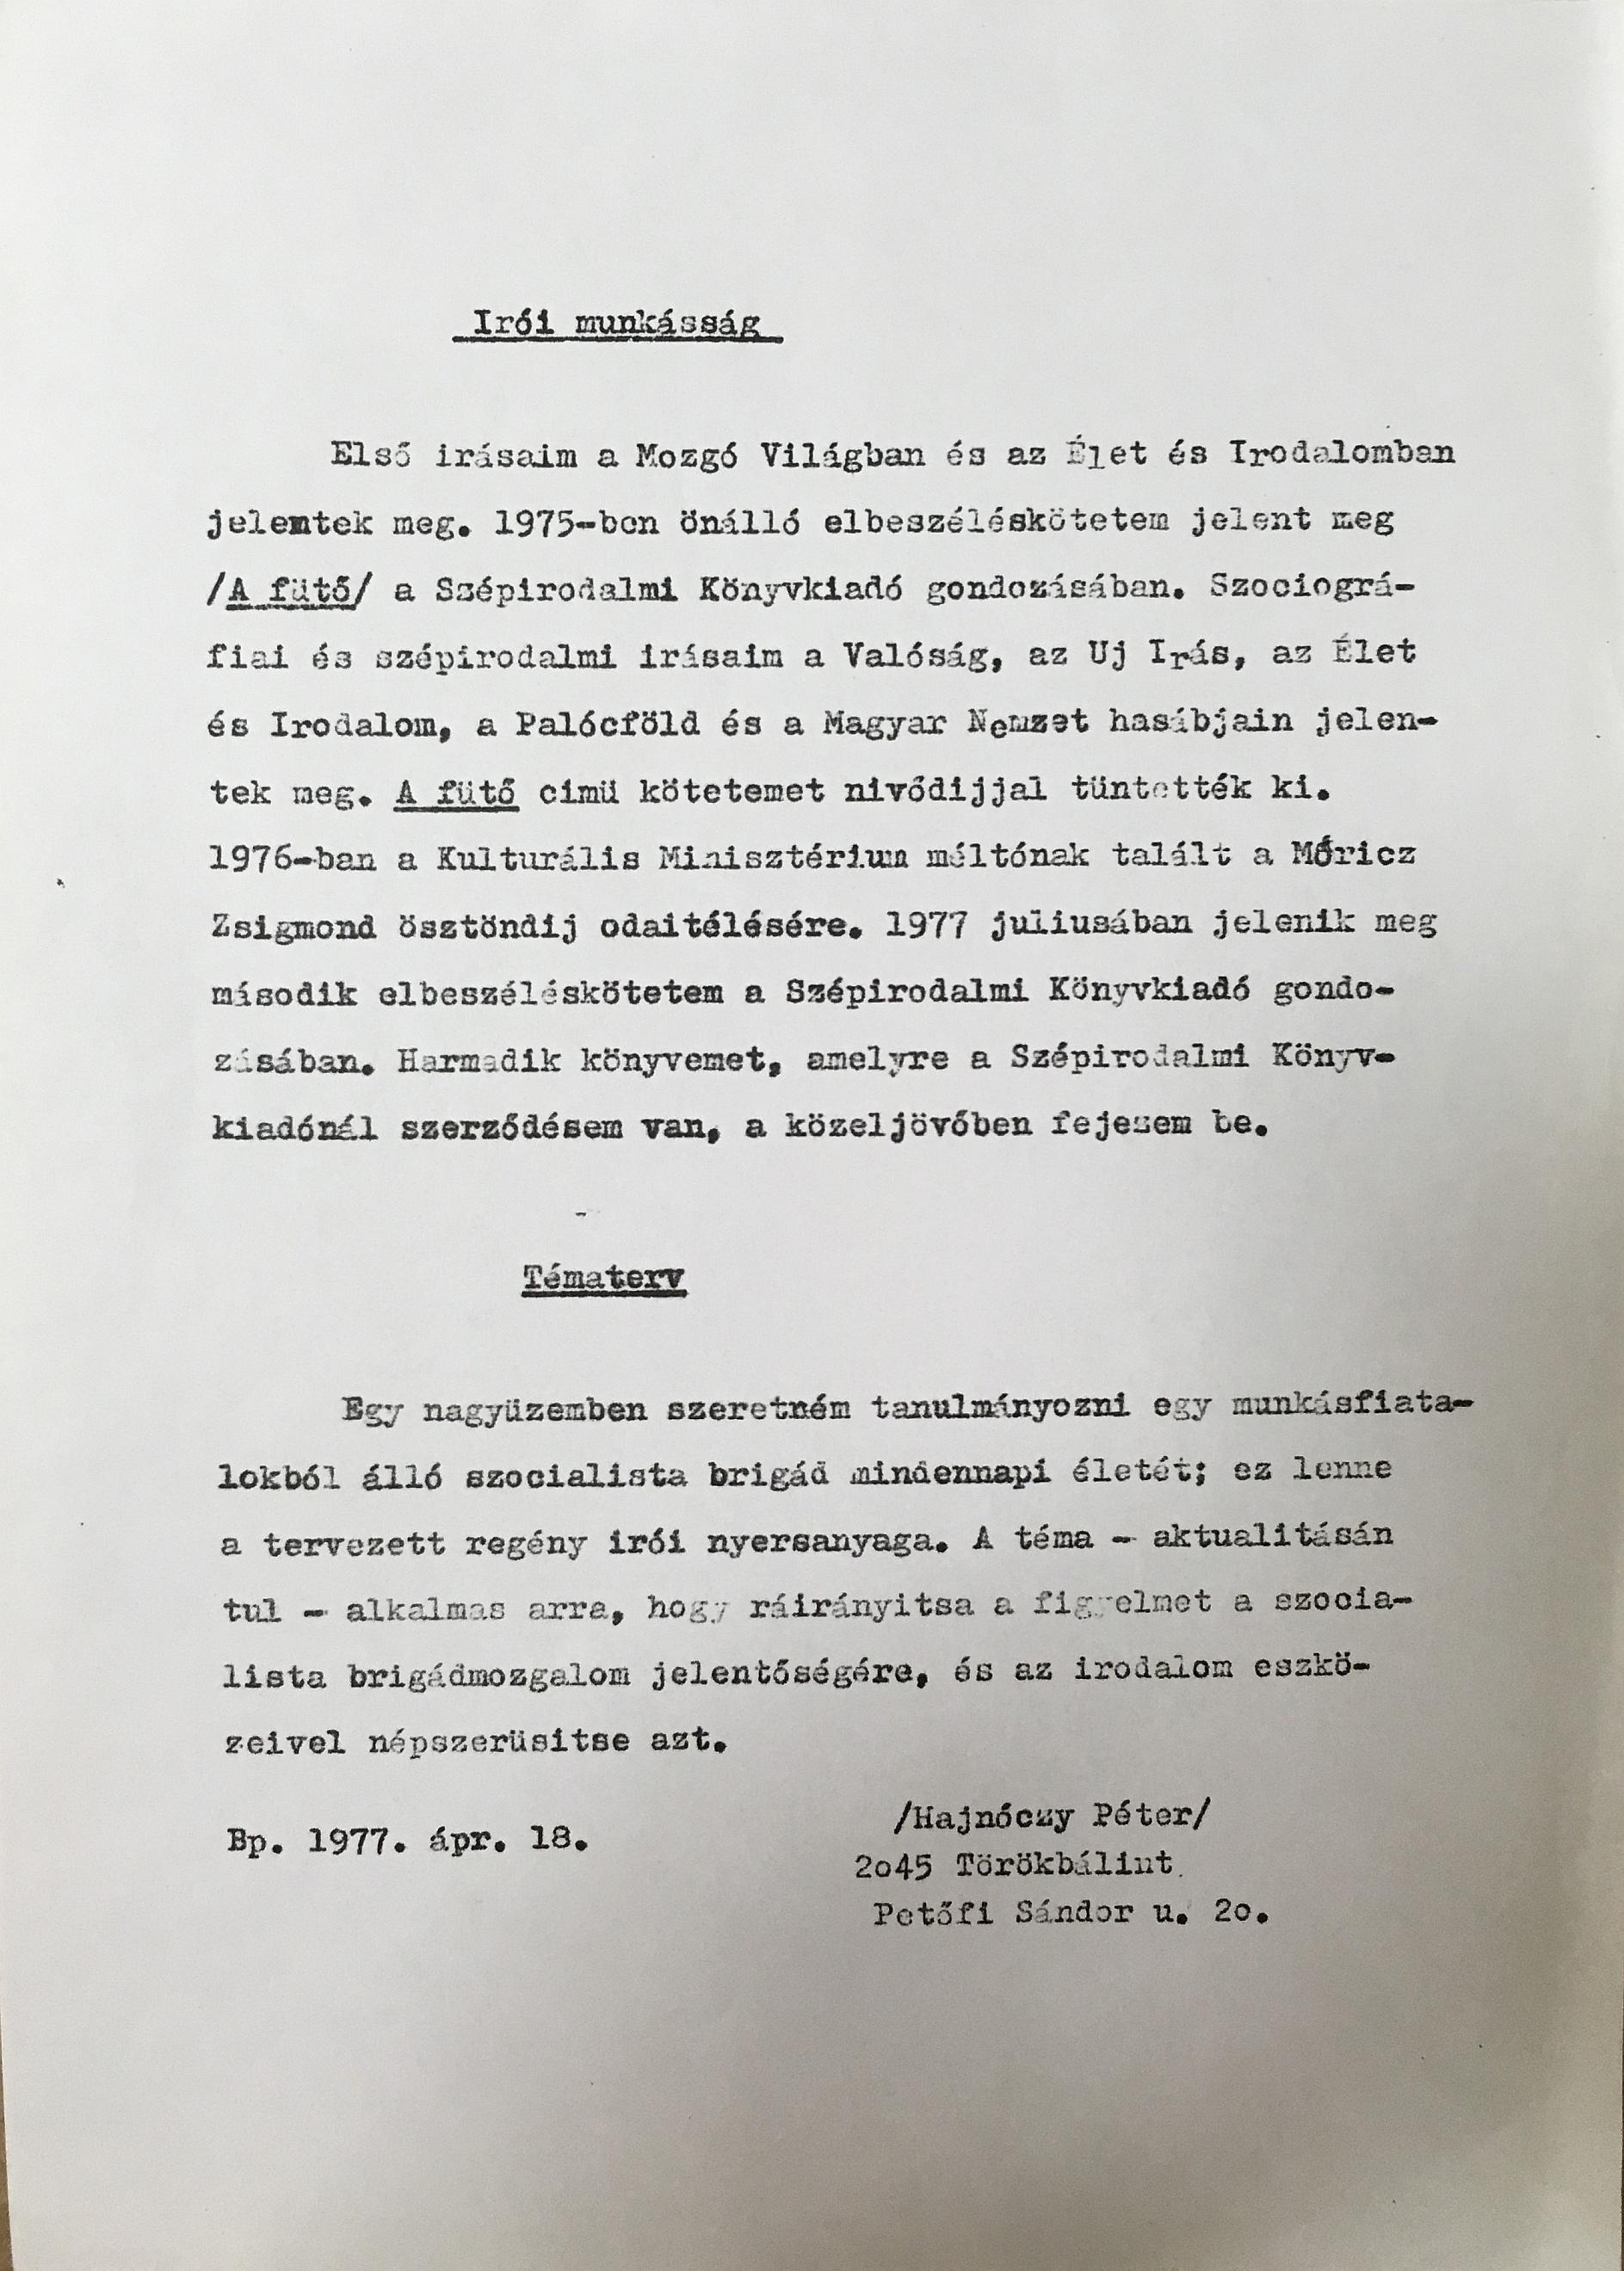 Irói munkásság
Első irásaim a Mozgó Világban és az Élet és Irodalomban
jelentek meg. 1975-ben önálló elbeszéléskötetem jelent meg
/A fütő/ a Szépirodalmi Könyvkiadó gondozásában. Szociográ-
fiai és szépirodalmi irásaim a Valóság, az Uj Irás, az Élet
és Irodalom, a Palócföld és a Magyar Nemzet hasábjain jelen-
tek meg. A fütő cimü kötetemet nivódijjal tüntették ki.
1976-ban a Kulturális Minisztérium méltónak talált a Móricz
Zsigmond ösztöndij odaitélésére. 1977 juliusában jelenik meg
második elbeszéléskötetem a Szépirodalmi Könyvkiadó gondo-
zásában. Harmadik könyvemet, amelyre a Szépirodalmi Könyv-
kiadónál szerződésem van, a közeljövőben fejezem be.
Tématerv
Egy nagyüzemben szeretném tanulmányozni egy munkásfiata-
lokból álló szocialista brigád mindennapi életét; ez lenne
a tervezett regény irói nyersanyaga. A téma - aktualitásán
tul - alkalmas arra, hogy ráirányitsa a figyelmet a szocia-
lista brigádmozgalom jelentőségére, és az irodalom eszkö-
zeivel népszerüsitse azt.
/Hajnóczy Péter/
Bp. 1977. ápr. 18.
2o45 Törökbálint
Petőfi Sándor u. 2o.